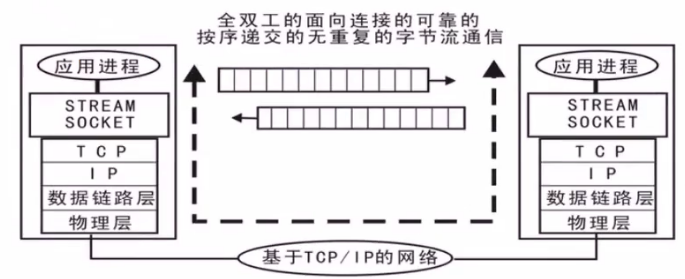 全双工的面向连接的可靠的
按序递交的无重复的字节流通信
应用进程
STREAM
SOCKET
TCP
IP
数据链路层
物理层
应用进程
STREAM
SOCKET
TCP
IP
数据链路层
物理层
基于TCP/IP的网络